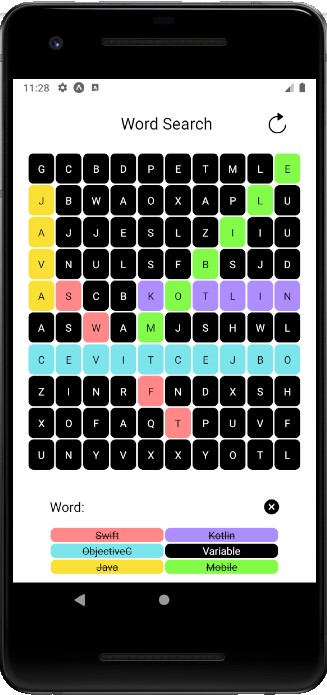 11:28
Word Search
G C B D P E T M L E
J B W A O X A P L U
A J J E S L Z I I U
V N U L S F B S J D
A S C B K O T L I N
A S W A M J S H W L
C E V I T C E J B O
Z I N R F N D X S H
X O F A Q T P U V F
U N Y V X X Y O T L
Word:
Swift Kotlin
ObjectiveC Variable
Java Mobile